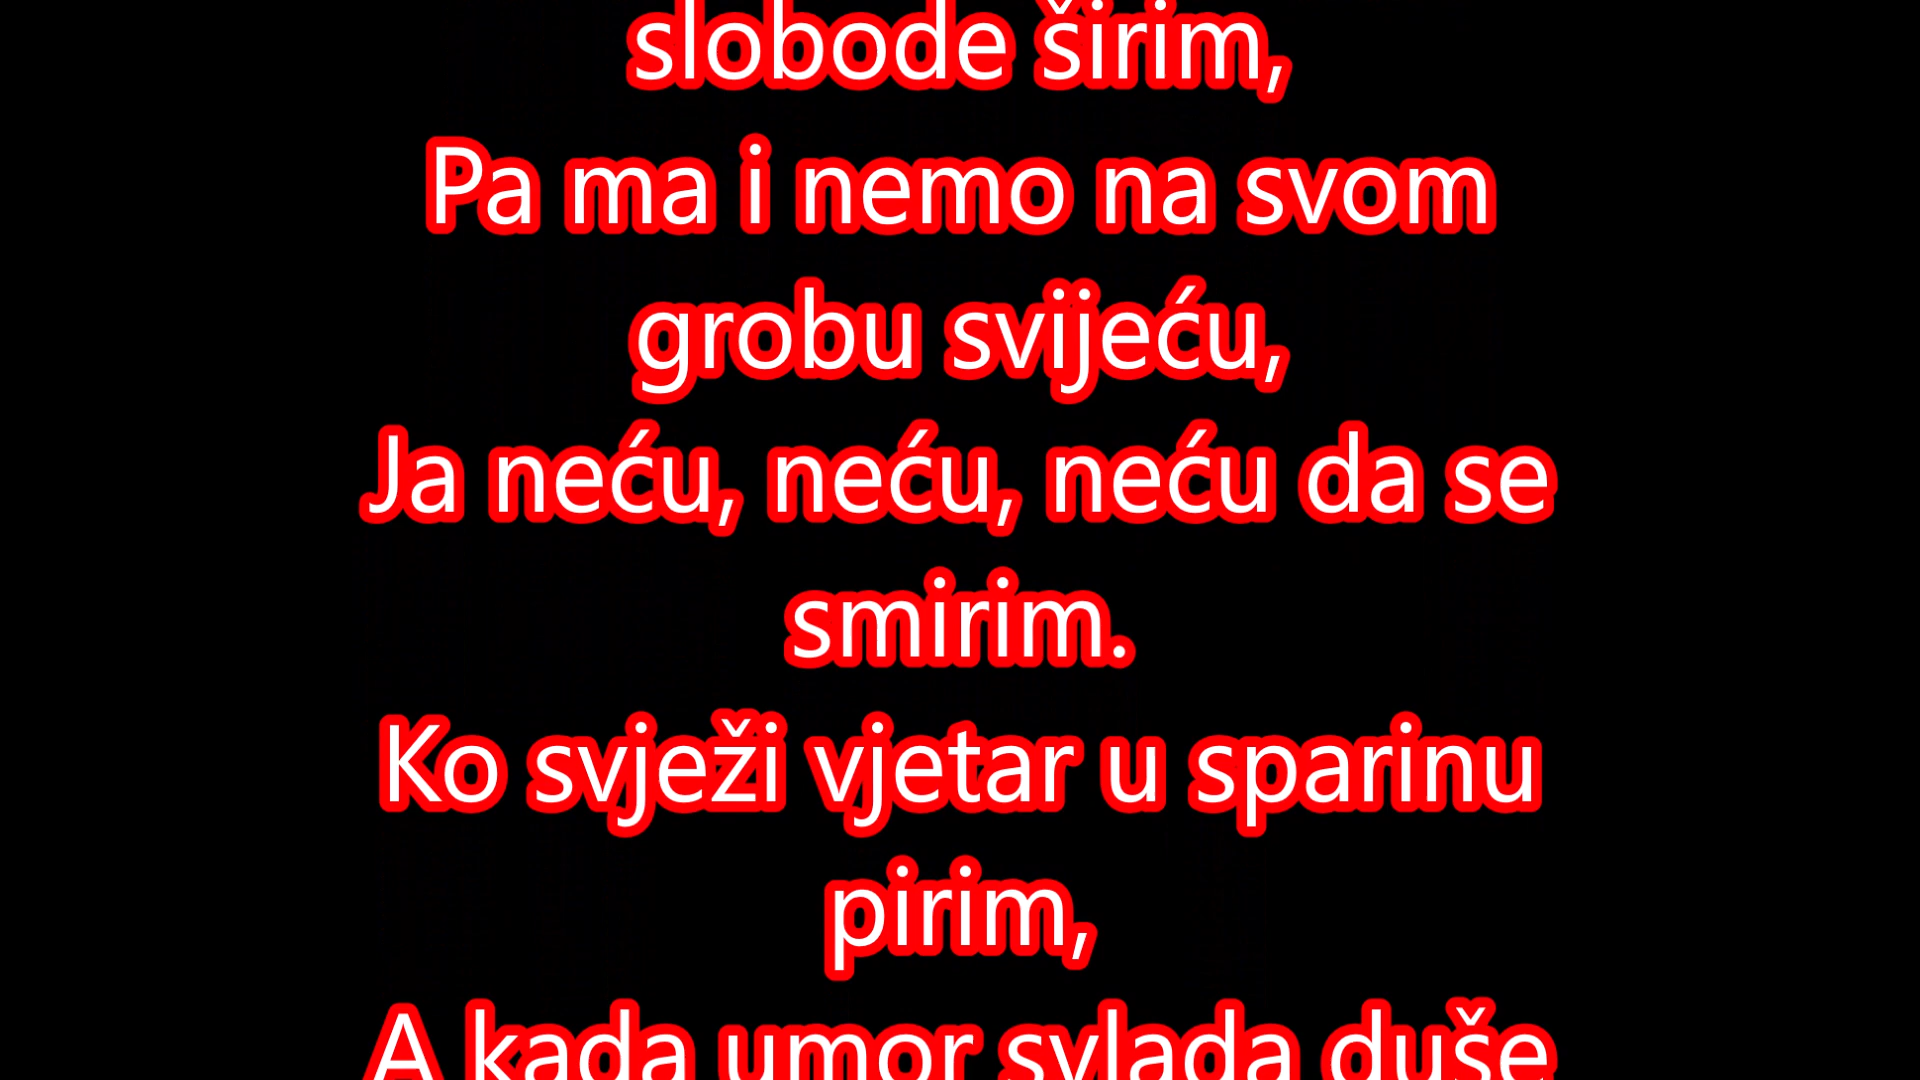 slobode širim,
Pa ma i nemo na svom
grobu svijeću,
Ja neću, neću, neću da se
smirim.
Ko svježi vjetar u sparinu
pirim,
A kada umor svlada duše